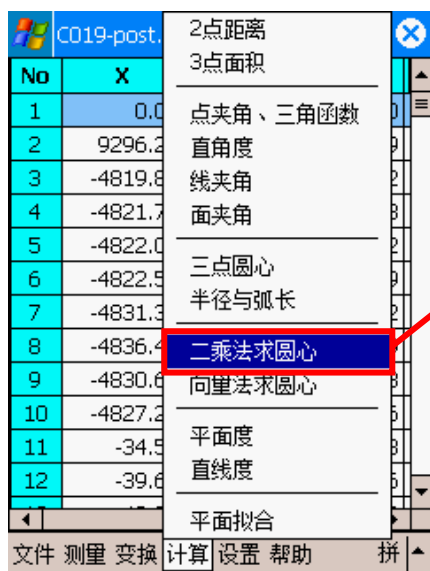 C019-post.
No X
1 0.0
2 9296.2
3 -4819.8
4 -4821.7
5 -4822.0
6 -4822.5
7 -4831.3
8 -4836.4
9 -4830.6
10 -4827.2
11 -34.5
12 -39.6
2点距离
3点面积
点夹角、三角函数
直角度
线夹角
面夹角
三点圆心
半径与弧长
二乘法求圆心
向量法求圆心
平面度
直线度
平面拟合
文件 测量 变换 计算 设置 帮助 拼